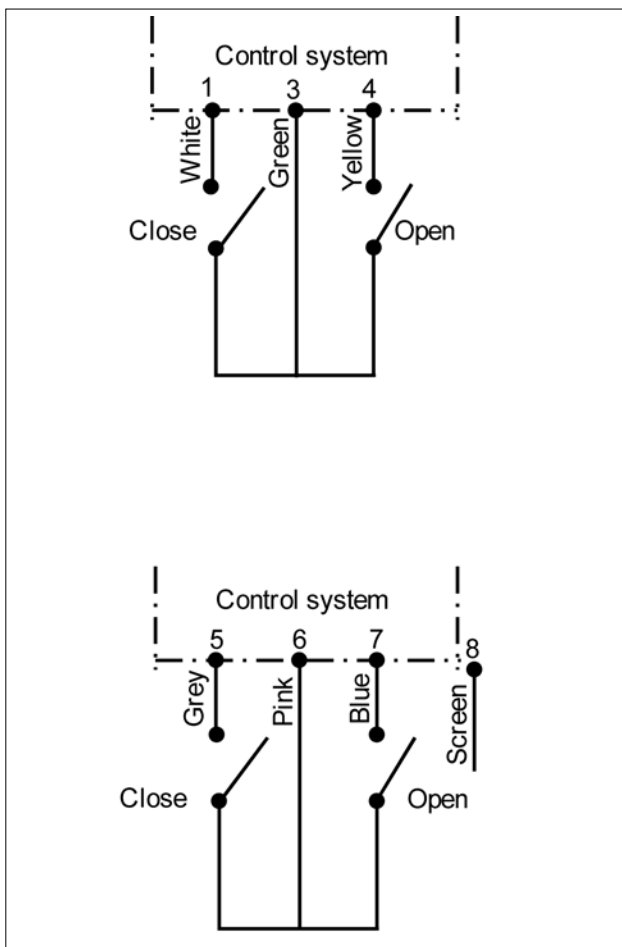 Control system
1 3 4
White Green Yellow
Close Open
Control system
5 6 7 8
Grey Pink Blue Screen
Close Open